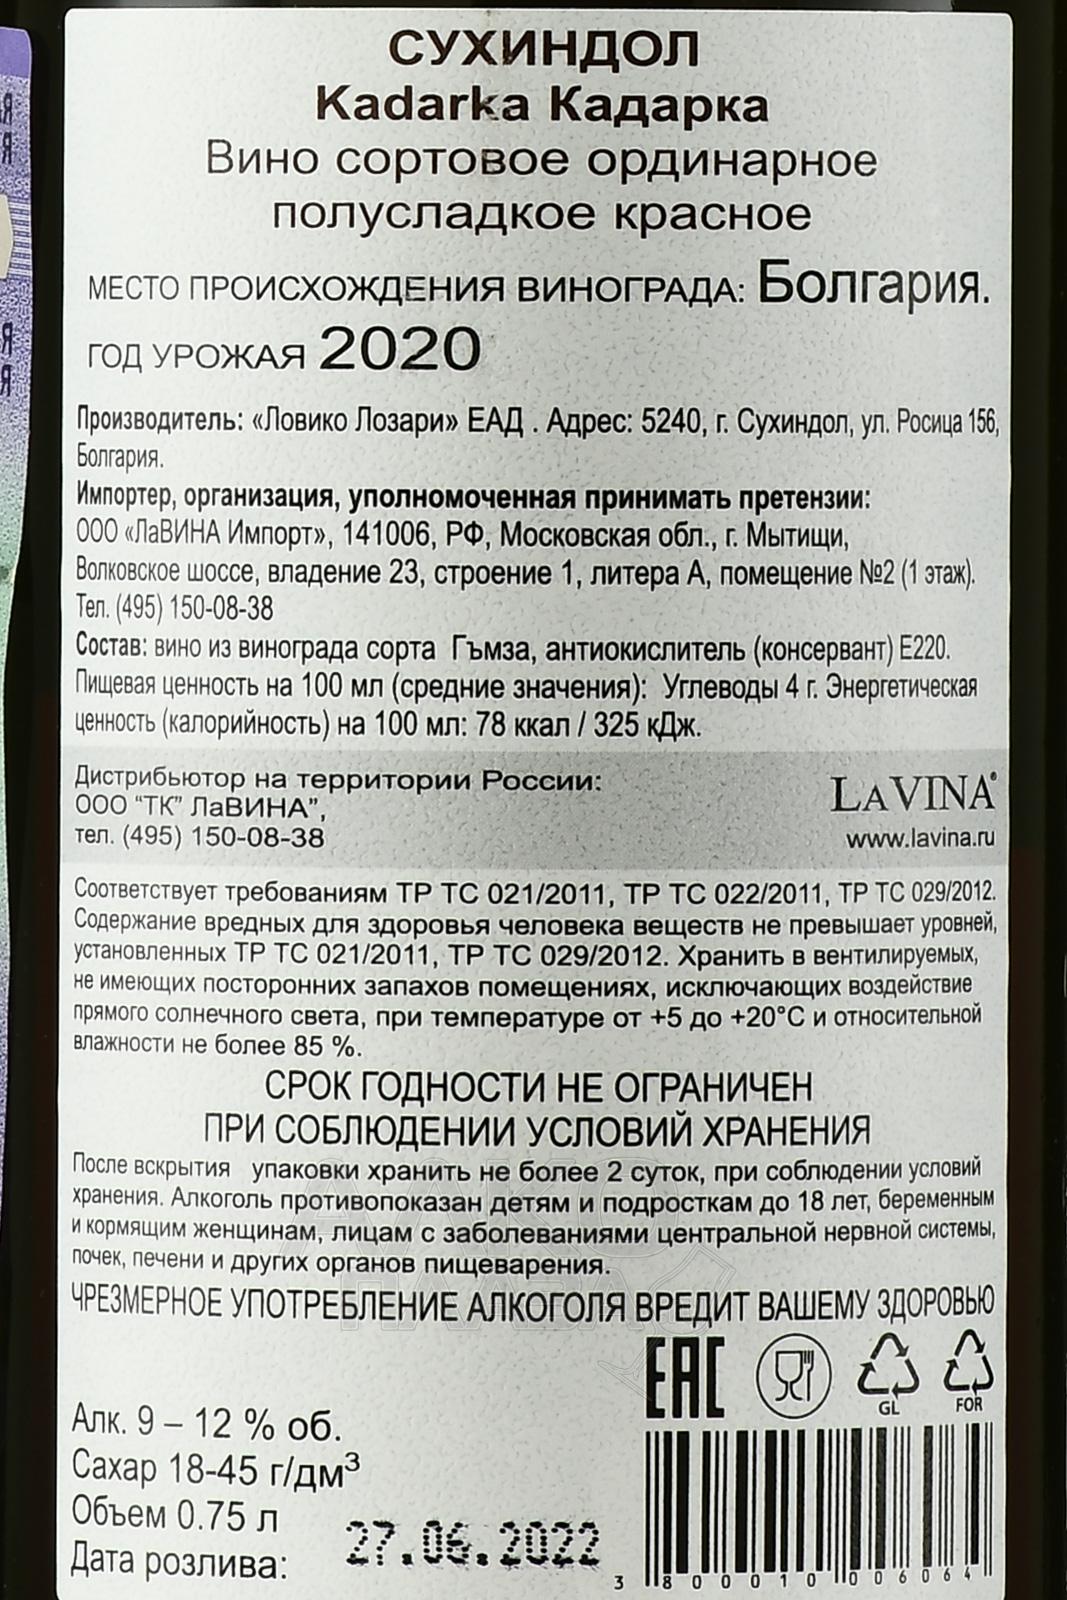 СУХИНДОЛ
Kadarka Кадарка
Вино сортовое ординарное
полусладкое красное
МЕСТО ПРОИСХОЖДЕНИЯ ВИНОГРАДА: Болгария.
ГОД УРОЖАЯ 2020
Производитель: «Ловико Лозари» ЕАД . Адрес: 5240, г. Сухиндол, ул. Росица 156,
Болгария.
Импортер, организация, уполномоченная принимать претензии:
ООО «ЛаВИНА Импорт», 141006, РФ, Московская обл., г. Мытищи,
Волковское шоссе, владение 23, строение 1, литера А, помещение №2 (1 этаж).
Тел. (495) 150-08-38
Состав: вино из винограда сорта Гъмза, антиокислитель (консервант) Е220.
Пищевая ценность на 100 мл (средние значения): Углеводы 4 г. Энергетическая
ценность (калорийность) на 100 мл: 78 ккал / 325 кДж.
Дистрибьютор на территории России:
ООО “ТК” ЛаВИНА”,
тел. (495) 150-08-38
LAVINA®
www.lavina.ru
Соответствует требованиям ТР ТС 021/2011, ТР ТС 022/2011, ТР ТС 029/2012.
Содержание вредных для здоровья человека веществ не превышает уровней,
установленных ТР ТС 021/2011, ТР ТС 029/2012. Хранить в вентилируемых,
не имеющих посторонних запахов помещениях, исключающих воздействие
прямого солнечного света, при температуре от +5 до +20°С и относительной
влажности не более 85 %.
СРОК ГОДНОСТИ НЕ ОГРАНИЧЕН
ПРИ СОБЛЮДЕНИИ УСЛОВИЙ ХРАНЕНИЯ
После вскрытия упаковки хранить не более 2 суток, при соблюдении условий
хранения. Алкоголь противопоказан детям и подросткам до 18 лет, беременным
и кормящим женщинам, лицам с заболеваниями центральной нервной системы,
почек, печени и других органов пищеварения.
ЧРЕЗМЕРНОЕ УПОТРЕБЛЕНИЕ АЛКОГОЛЯ ВРЕДИТ ВАШЕМУ ЗДОРОВЬЮ
EAC
GL
FOR
Алк. 9 – 12 % об.
Сахар 18-45 г/дм³
Объем 0.75 л
Дата розлива: 27.06.2022
3 800010 006064